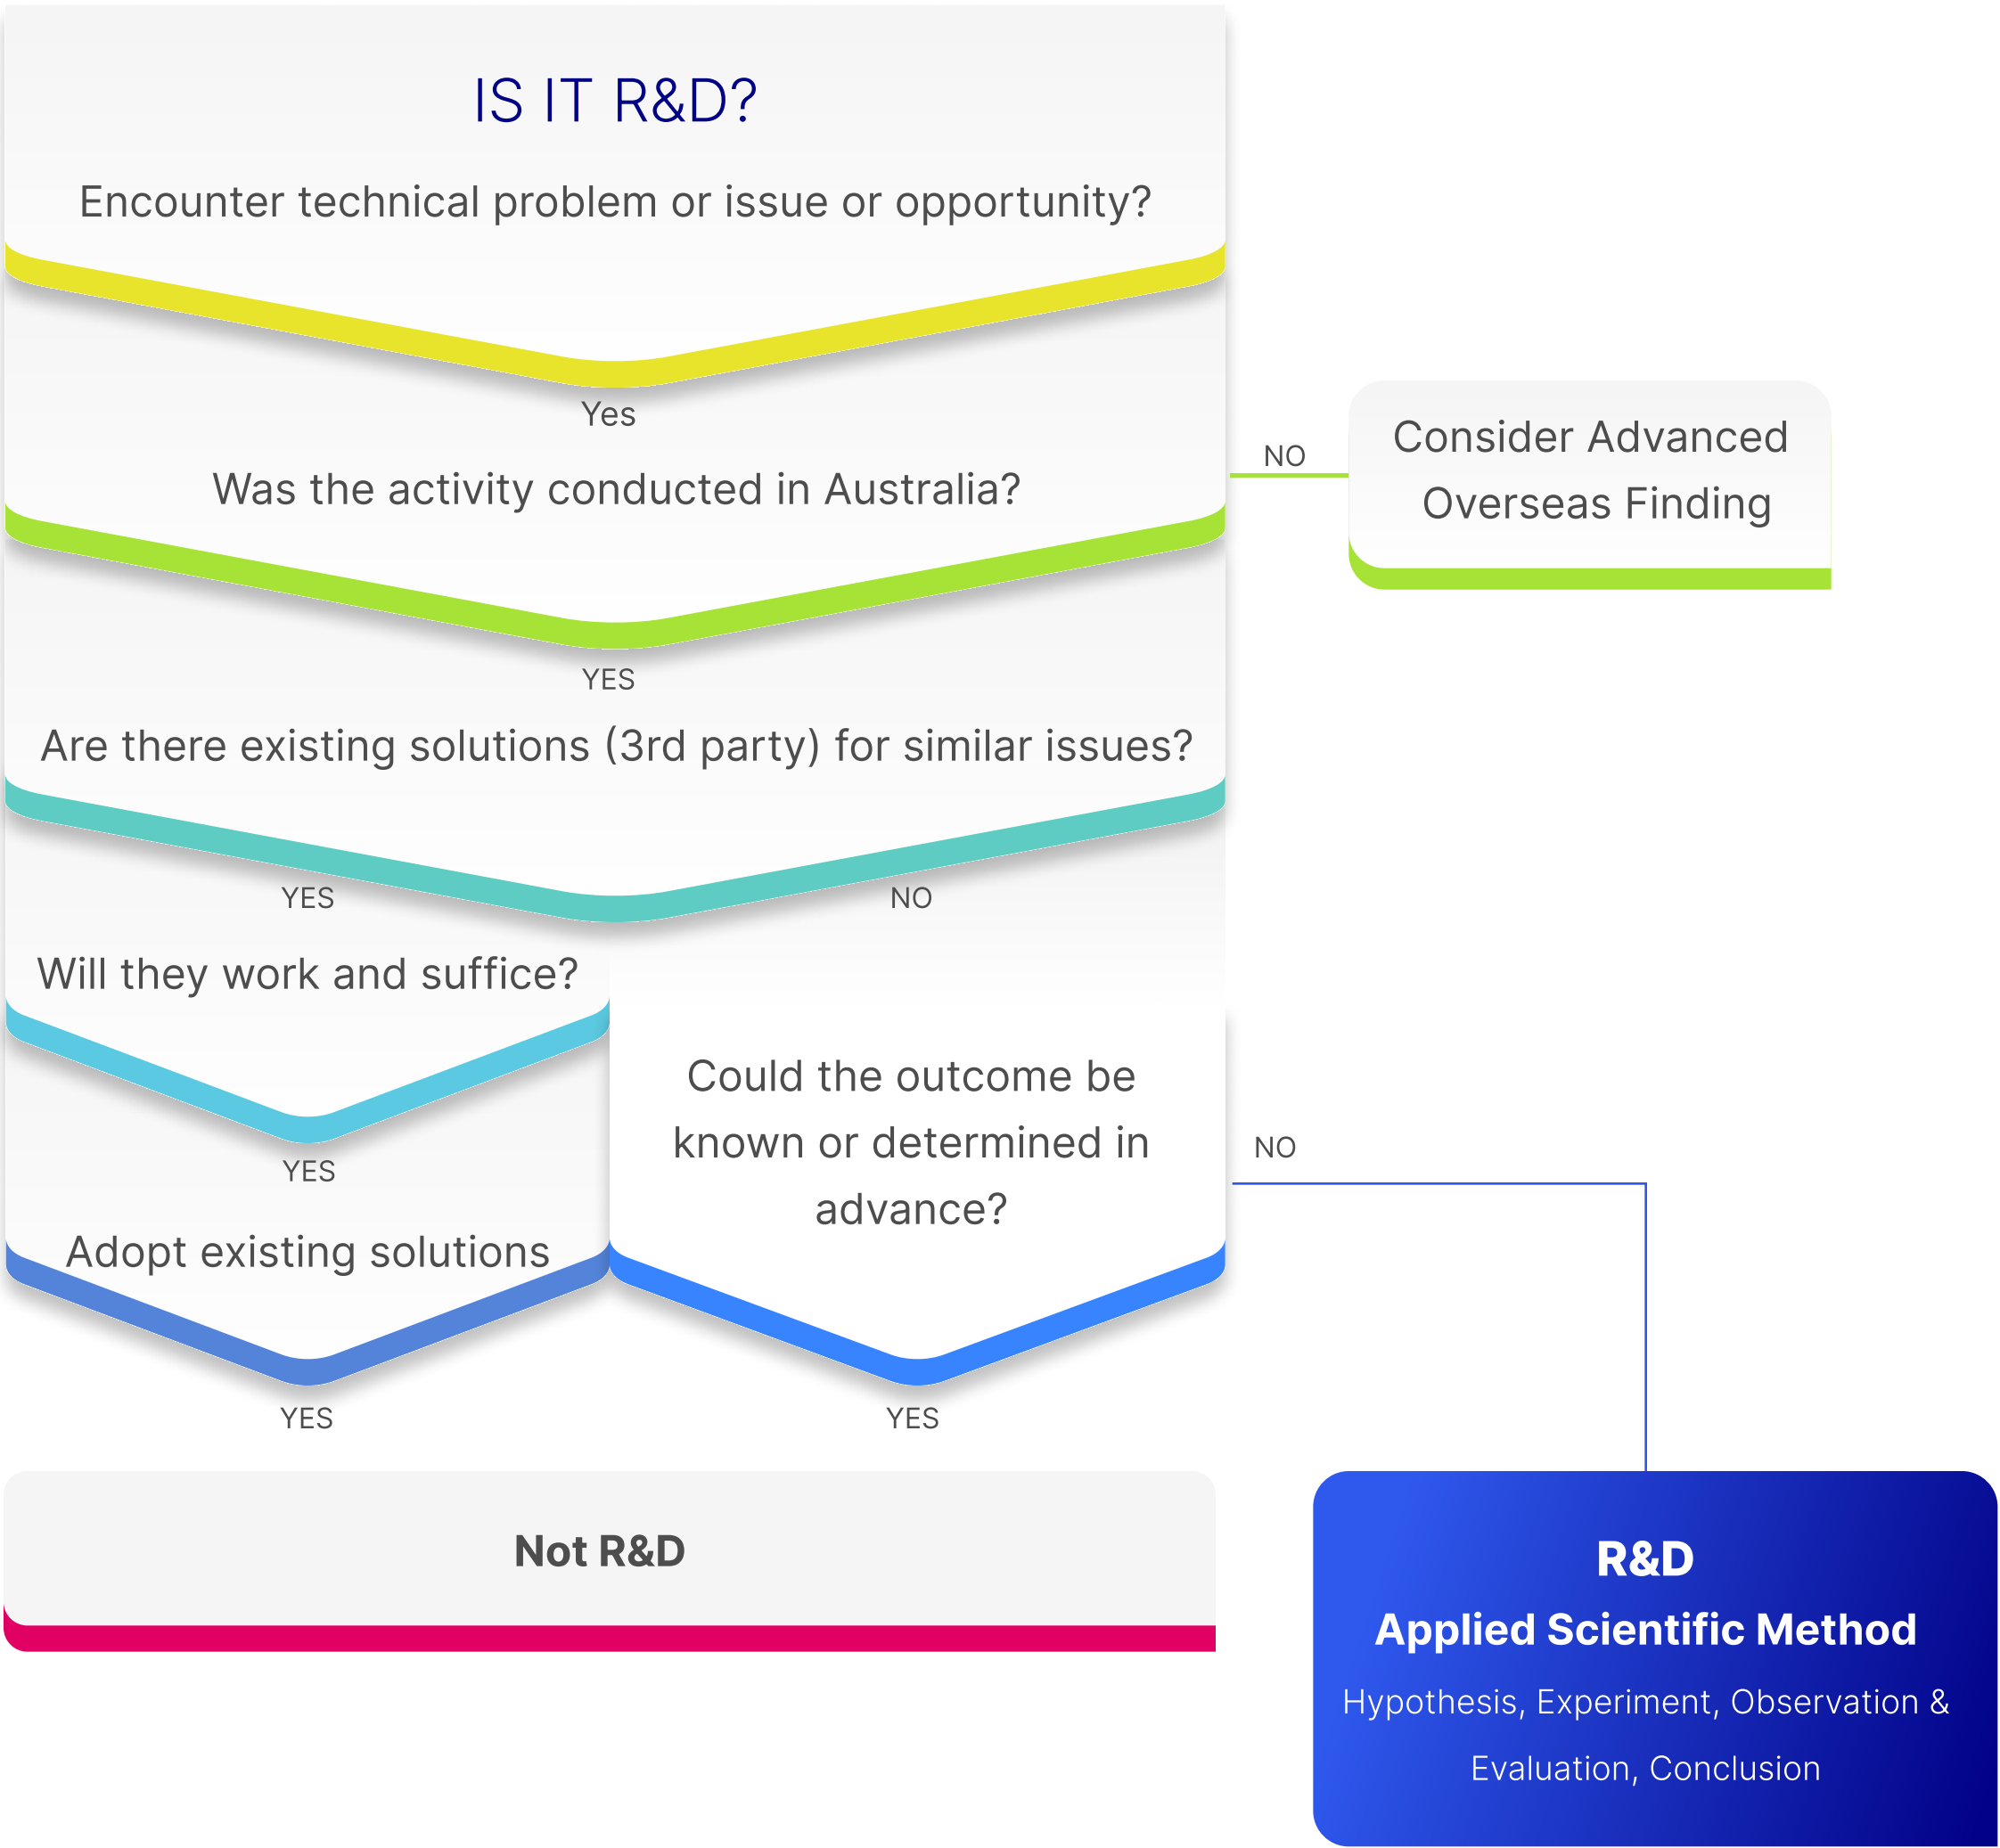 IS IT R&D?
Encounter technical problem or issue or opportunity?
Yes
Was the activity conducted in Australia?
NO
Consider Advanced
Overseas Finding
YES
Are there existing solutions (3rd party) for similar issues?
YES
NO
Will they work and suffice?
Could the outcome be
known or determined in
advance?
NO
YES
Adopt existing solutions
YES
YES
Not R&D
R&D
Applied Scientific Method
Hypothesis, Experiment, Observation &
Evaluation, Conclusion